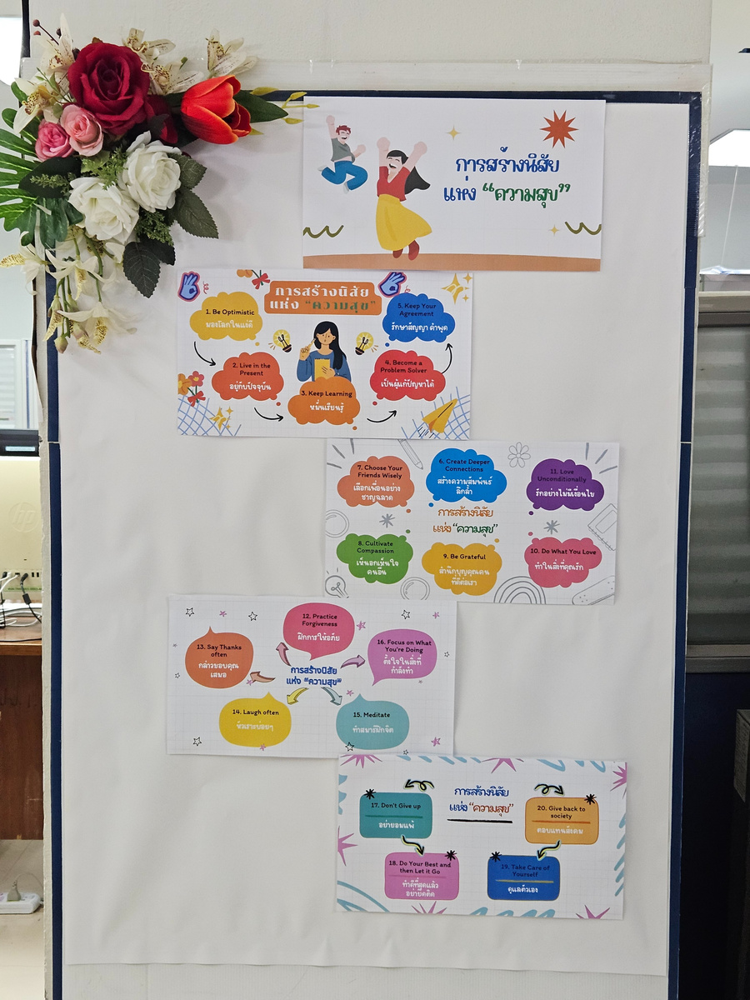 การสร้างนิสัย
แห่ง “ความสุข”
การสร้างนิสัย
แห่ง “ความสุข”
1. Be Optimistic
มองโลกในแง่ดี
2. Live in the
Present
อยู่กับปัจจุบัน
3. Keep Learning
หมั่นเรียนรู้
4. Become a
Problem Solver
เป็นผู้แก้ปัญหาได้
5. Keep Your
Agreement
รักษาสัญญา คำพูด
6. Create Deeper
Connections
สร้างความสัมพันธ์
ลึกล้ำ
7. Choose Your
Friends Wisely
เลือกเพื่อนอย่าง
ชาญฉลาด
11. Love
Unconditionally
รักอย่างไม่มีเงื่อนไข
การสร้างนิสัย
แห่ง “ความสุข”
8. Cultivate
Compassion
เห็นอกเห็นใจ
คนอื่น
9. Be Grateful
สำนึกบุญคุณคน
ที่ดีต่อเรา
10. Do What You Love
ทำในสิ่งที่คุณรัก
12. Practice
Forgiveness
ฝึกการให้อภัย
13. Say Thanks
often
กล่าวขอบคุณ
เสมอ
16. Focus on What
You're Doing
ตั้งใจในสิ่งที่
กำลังทำ
การสร้างนิสัย
แห่ง “ความสุข”
14. Laugh often
หัวเราะบ่อยๆ
15. Meditate
ทำสมาธิฝึกจิต
การสร้างนิสัย
แห่ง “ความสุข”
17. Don't Give up
อย่ายอมแพ้
20. Give back to
society
ตอบแทนสังคม
18. Do Your Best and
then Let it Go
ทำดีที่สุดแล้ว
อย่ายึดติด
19. Take Care of
Yourself
ดูแลตัวเอง
hp